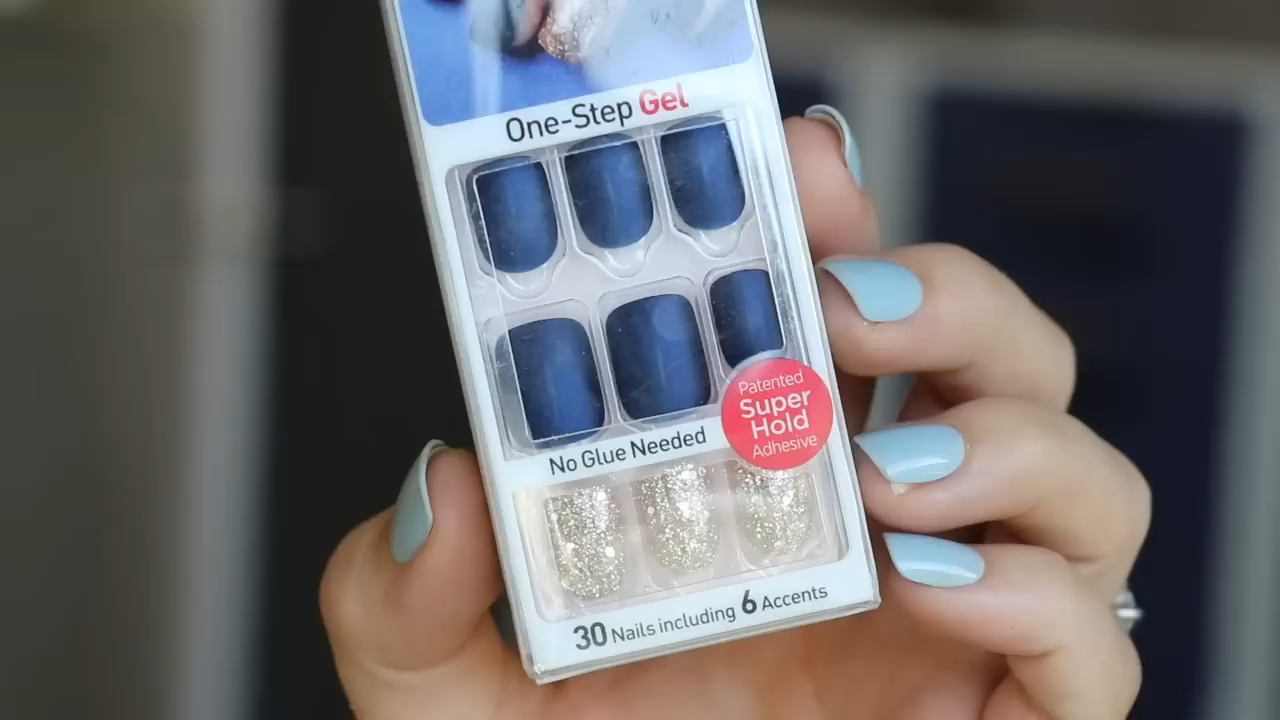 One-Step Gel
No Glue Needed
Patented
Super
Hold
Adhesive
30 Nails including 6 Accents